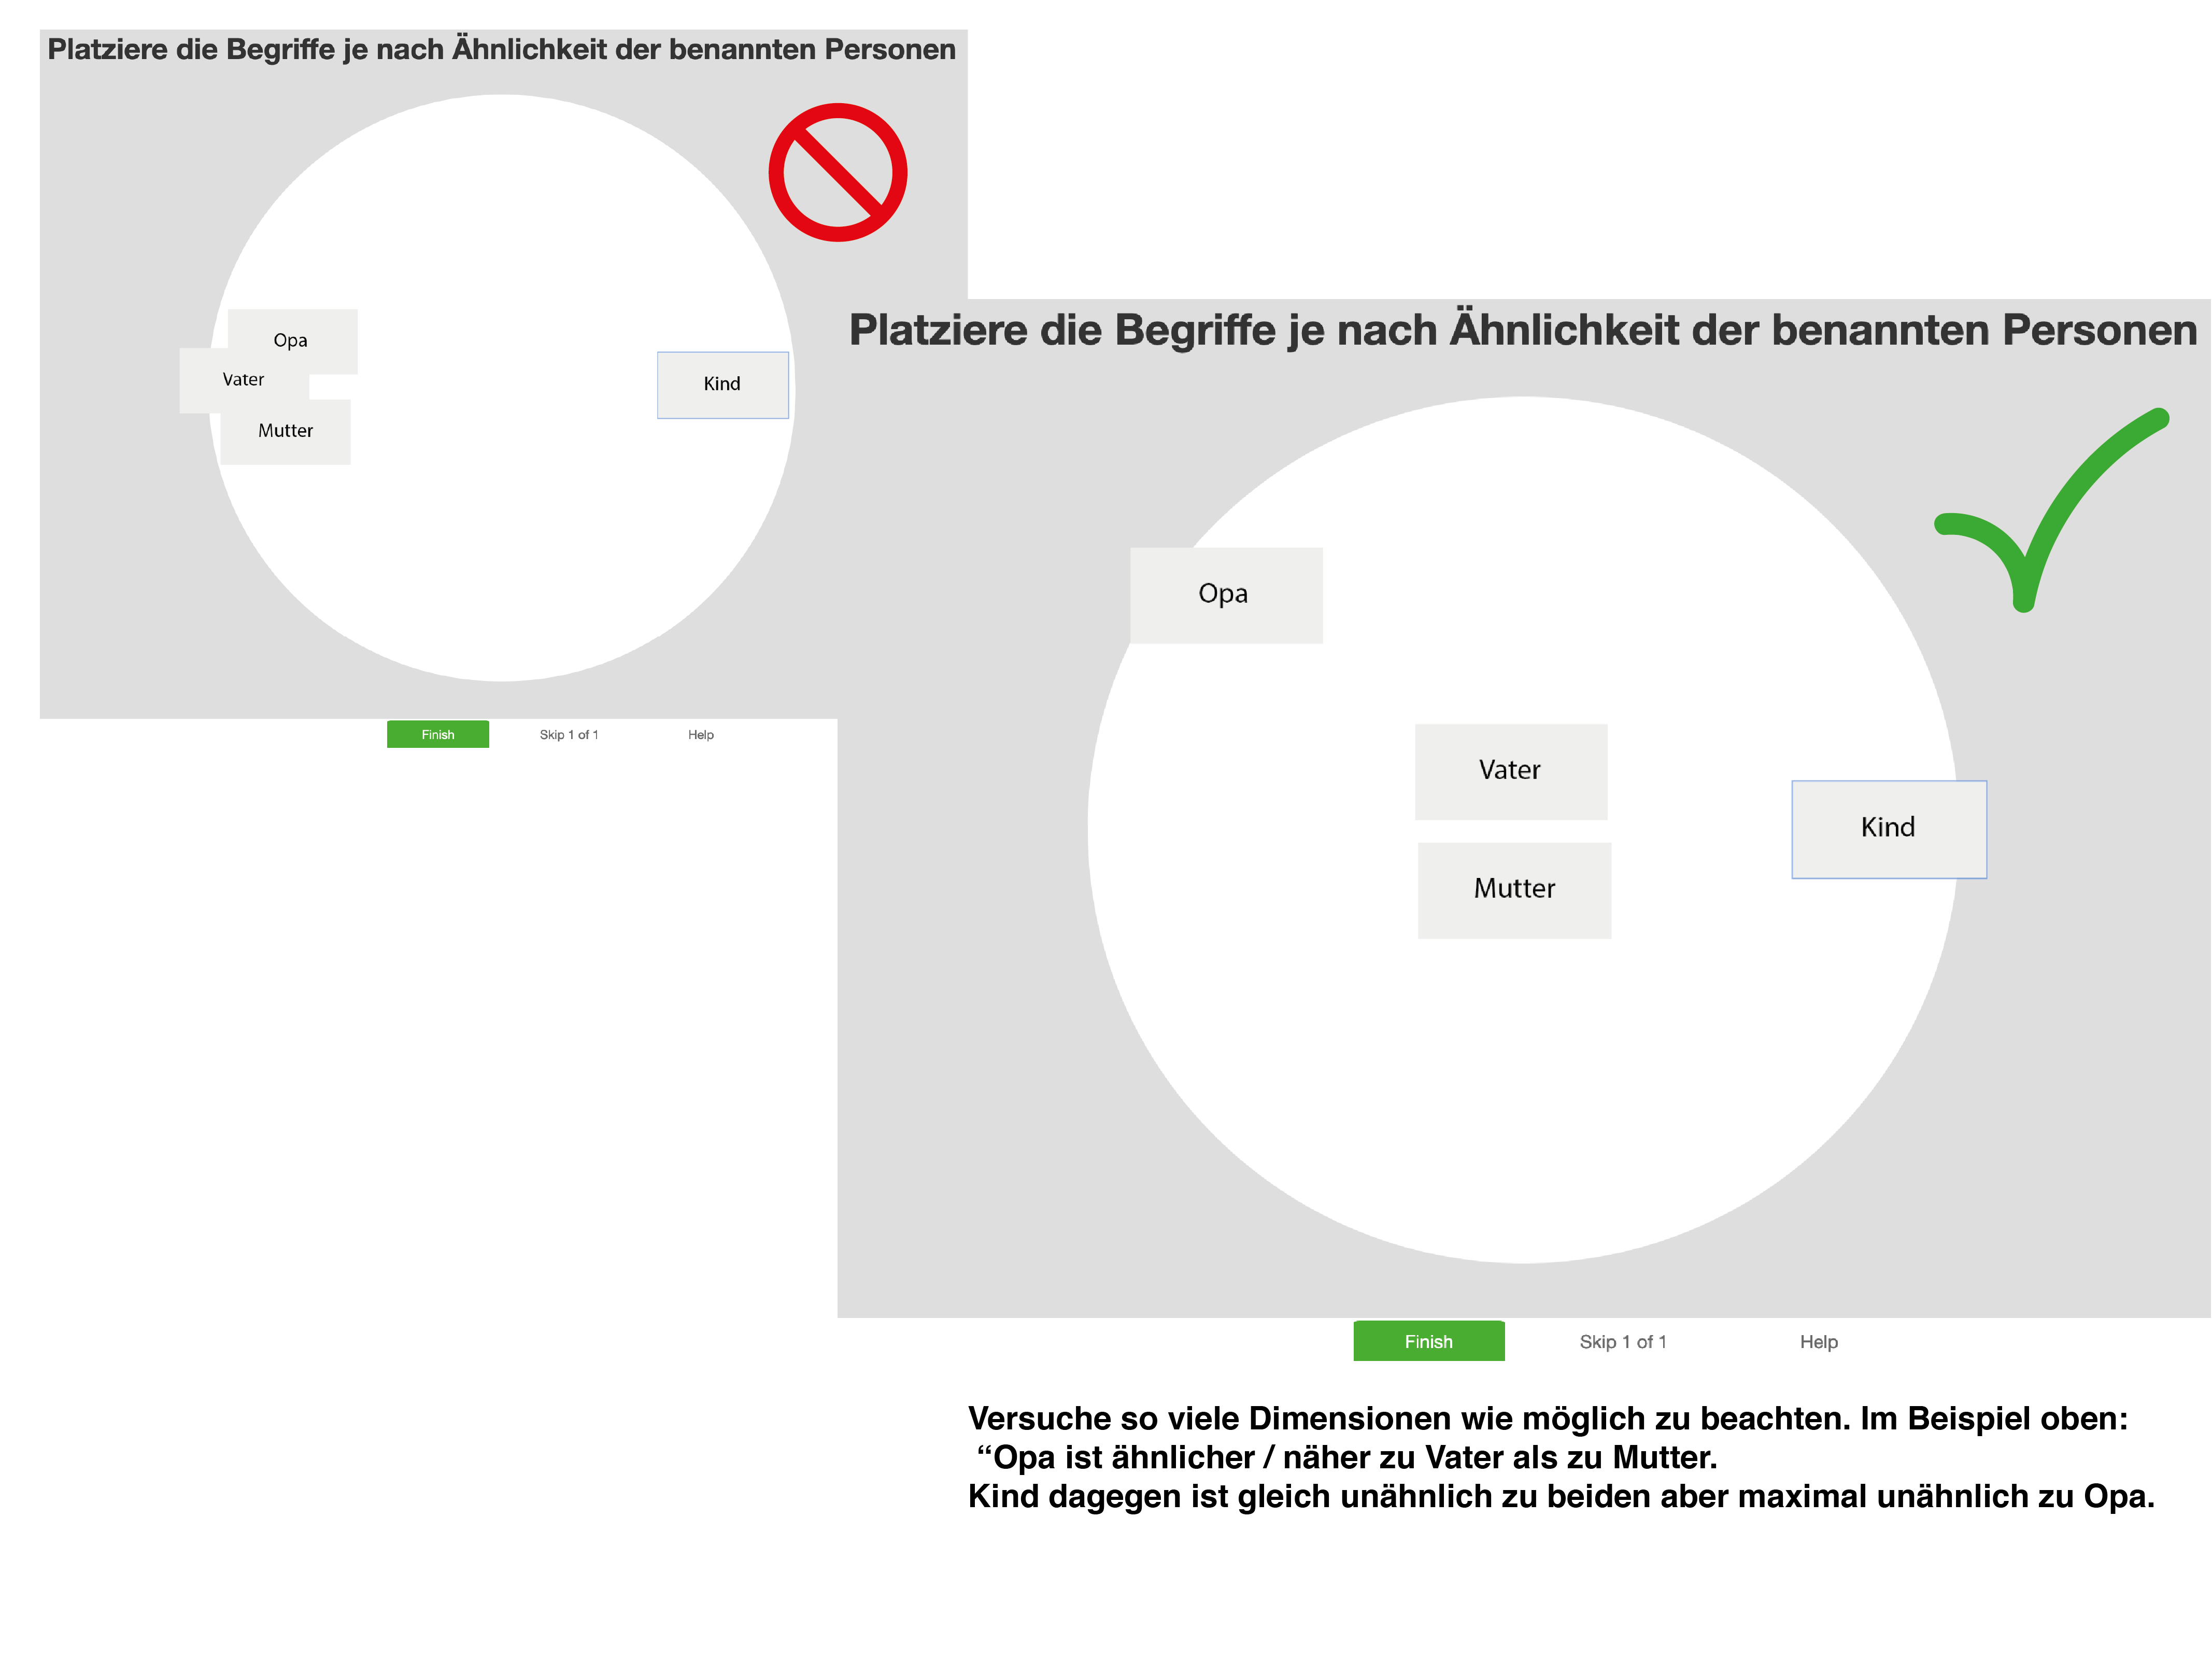 Platziere die Begriffe je nach Ähnlichkeit der benannten Personen
Opa
Vater
Mutter
Kind
Finish
Skip 1 of 1
Help
Platziere die Begriffe je nach Ähnlichkeit der benannten Personen
Opa
Vater
Mutter
Kind
Finish
Skip 1 of 1
Help
Versuche so viele Dimensionen wie möglich zu beachten. Im Beispiel oben:
“Opa ist ähnlicher / näher zu Vater als zu Mutter.
Kind dagegen ist gleich unähnlich zu beiden aber maximal unähnlich zu Opa.